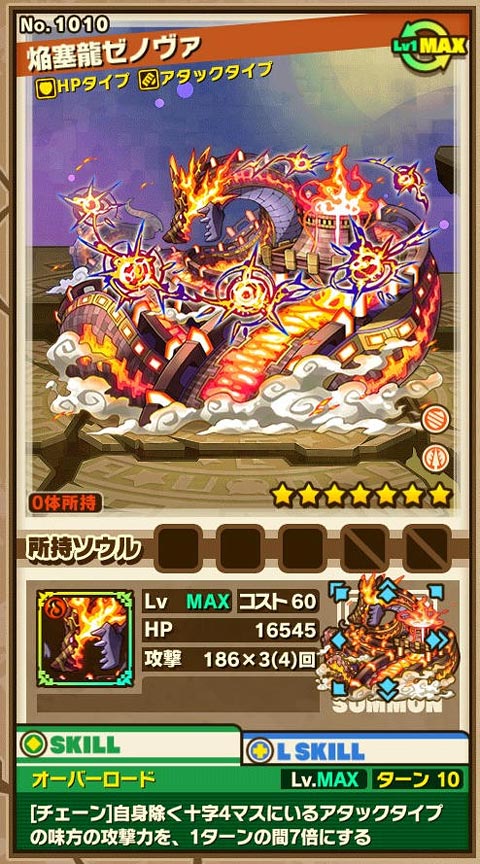 No.1010
Lv1 MAX
焔塞龍ゼノヴァ
HPタイプ アタックタイプ
0体所持
所持ソウル
Lv MAX コスト 60
HP 16545
攻撃 186×3(4)回
SUMMON
SKILL L SKILL
オーバーロード Lv.MAX ターン 10
[チェーン]自身除く十字4マスにいるアタックタイプ
の味方の攻撃力を、1ターンの間7倍にする